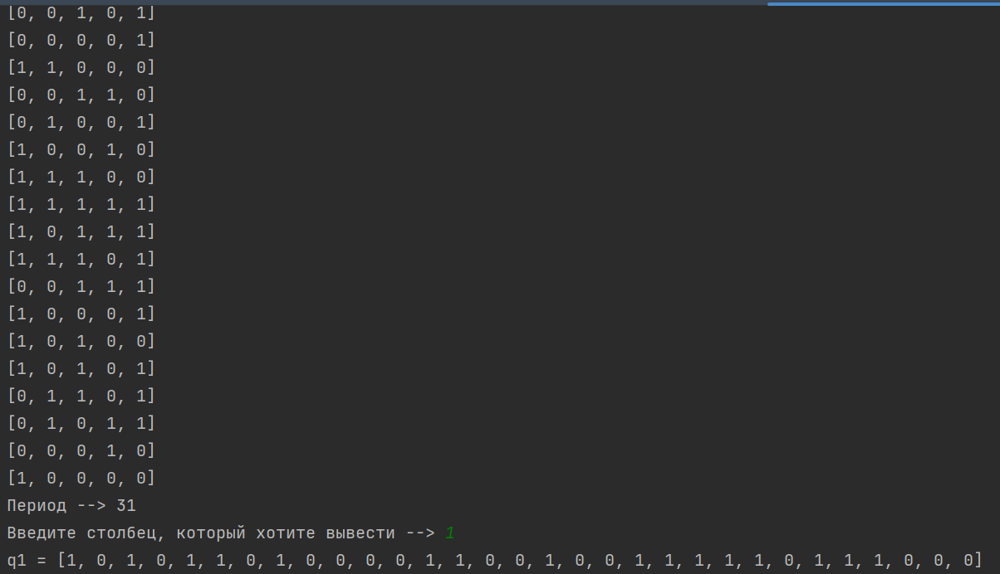 [0, 0, 1, 0, 1]
[0, 0, 0, 0, 1]
[1, 1, 0, 0, 0]
[0, 0, 1, 1, 0]
[0, 1, 0, 0, 1]
[1, 0, 0, 1, 0]
[1, 1, 1, 0, 0]
[1, 1, 1, 1, 1]
[1, 0, 1, 1, 1]
[1, 1, 1, 0, 1]
[0, 0, 1, 1, 1]
[1, 0, 0, 0, 1]
[1, 0, 1, 0, 0]
[1, 0, 1, 0, 1]
[0, 1, 1, 0, 1]
[0, 1, 0, 1, 1]
[0, 0, 0, 1, 0]
[1, 0, 0, 0, 0]
Период --> 31
Введите столбец, который хотите вывести --> 1
q1 = [1, 0, 1, 0, 1, 1, 0, 1, 0, 0, 0, 0, 1, 1, 0, 0, 1, 0, 0, 1, 1, 1, 1, 1, 0, 1, 1, 1, 0, 0, 0]